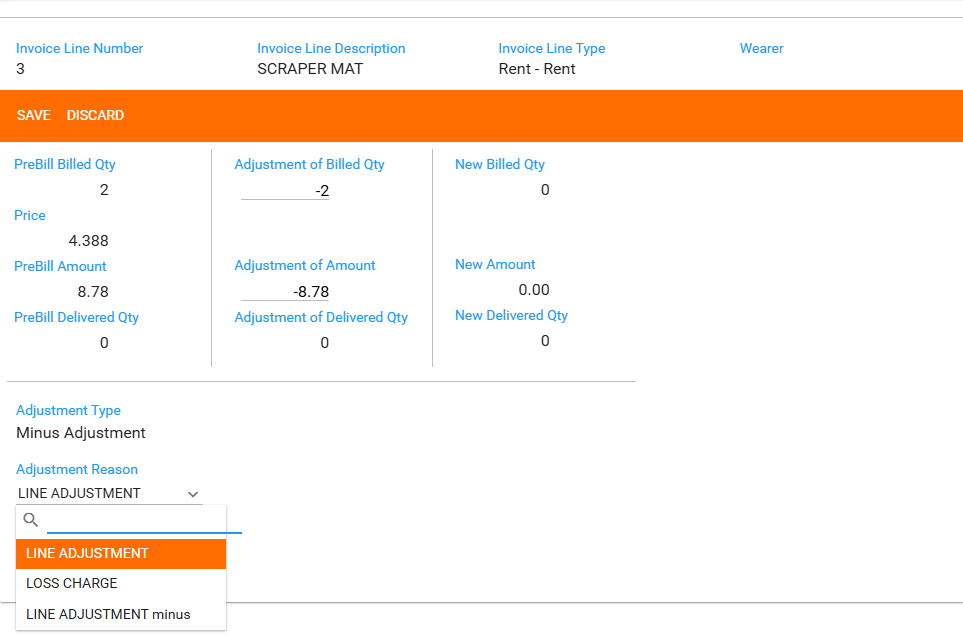 Invoice Line Number Invoice Line Description Invoice Line Type Wearer
3 SCRAPER MAT Rent - Rent
SAVE DISCARD
PreBill Billed Qty Adjustment of Billed Qty New Billed Qty
2 -2 0
Price
4.388
PreBill Amount Adjustment of Amount New Amount
8.78 -8.78 0.00
PreBill Delivered Qty Adjustment of Delivered Qty New Delivered Qty
0 0 0
Adjustment Type
Minus Adjustment
Adjustment Reason
LINE ADJUSTMENT
LINE ADJUSTMENT
LOSS CHARGE
LINE ADJUSTMENT minus